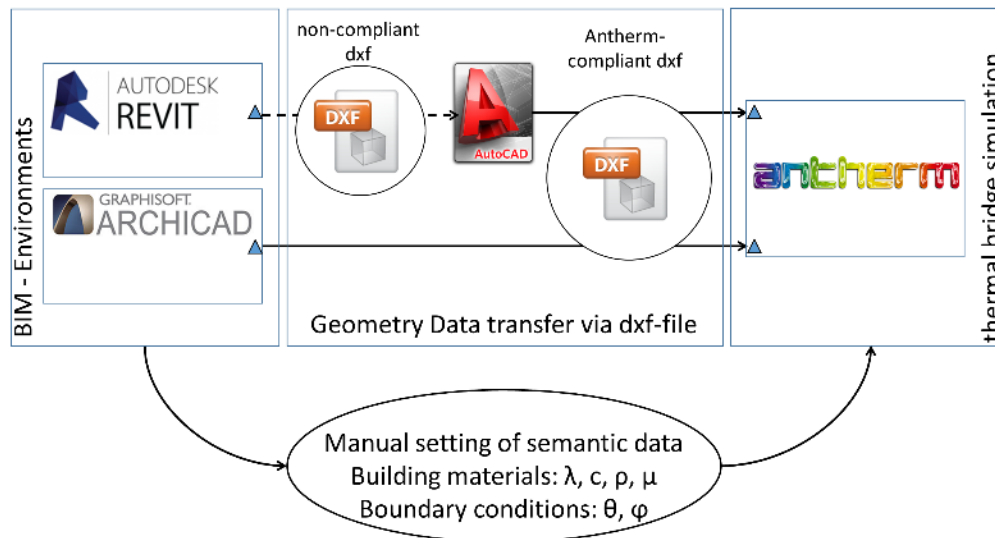 BIM - Environments
AUTODESK
REVIT
GRAPHISOFT.
ARCHICAD
non-compliant
dxf
DXF
AutoCAD
Antherm-
compliant dxf
DXF
Geometry Data transfer via dxf-file
antherm
thermal bridge simulation
Manual setting of semantic data
Building materials: λ, c, ρ, μ
Boundary conditions: θ, φ